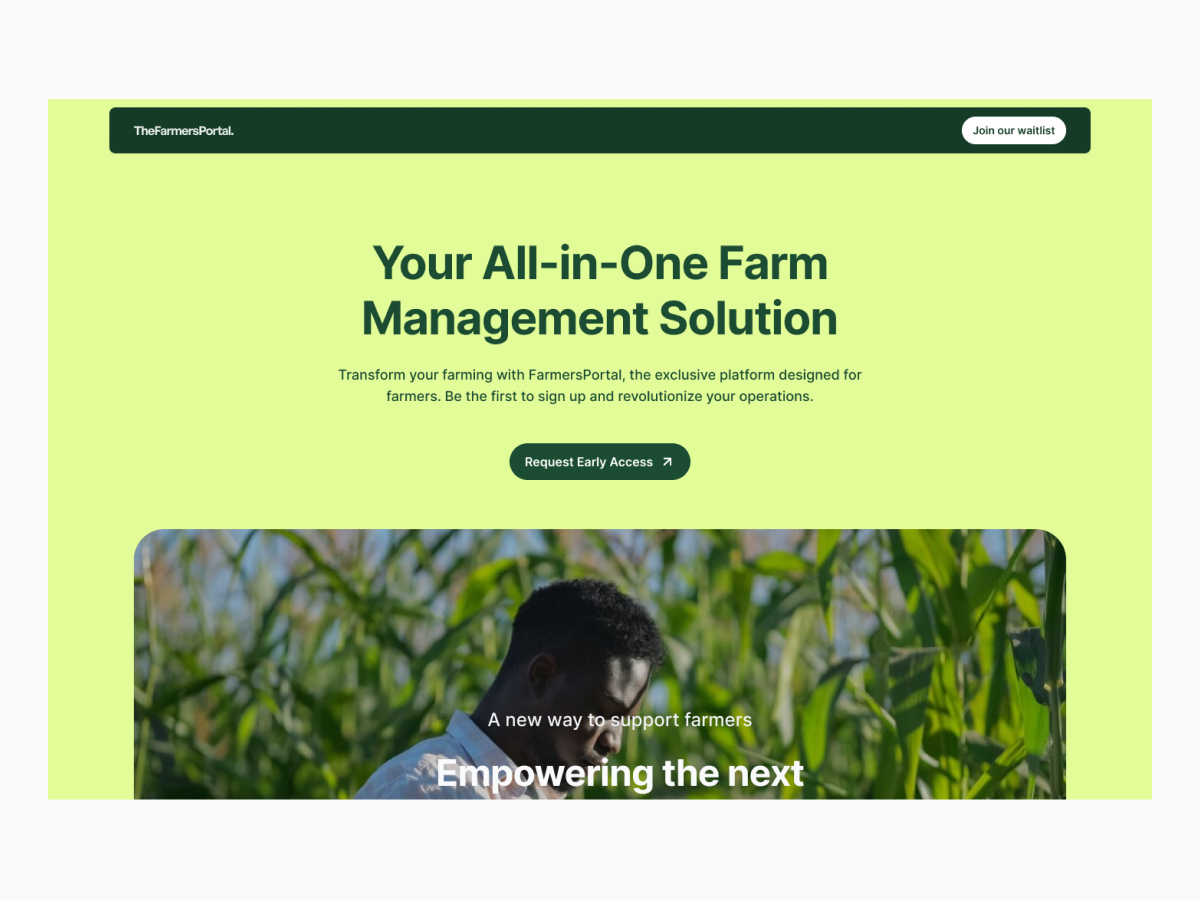 TheFarmersPortal.
Join our waitlist
Your All-in-One Farm
Management Solution
Transform your farming with FarmersPortal, the exclusive platform designed for
farmers. Be the first to sign up and revolutionize your operations.
Request Early Access
A new way to support farmers
Empowering the next